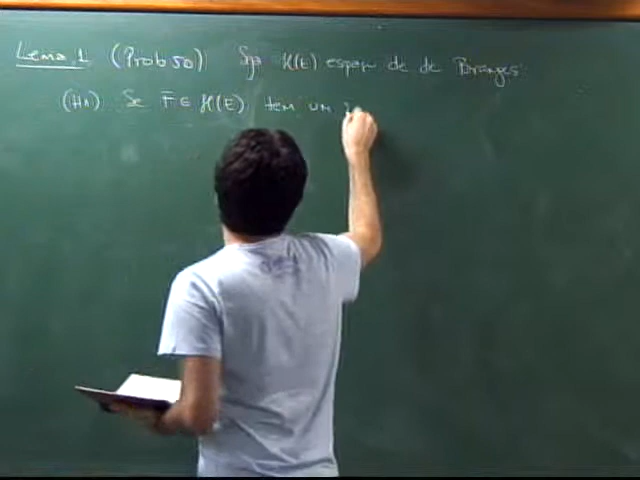 Lema 1 (Prob 50) Seja H(E) espaço de de Branges.
(H1) Se F ∈ H(E) tem um